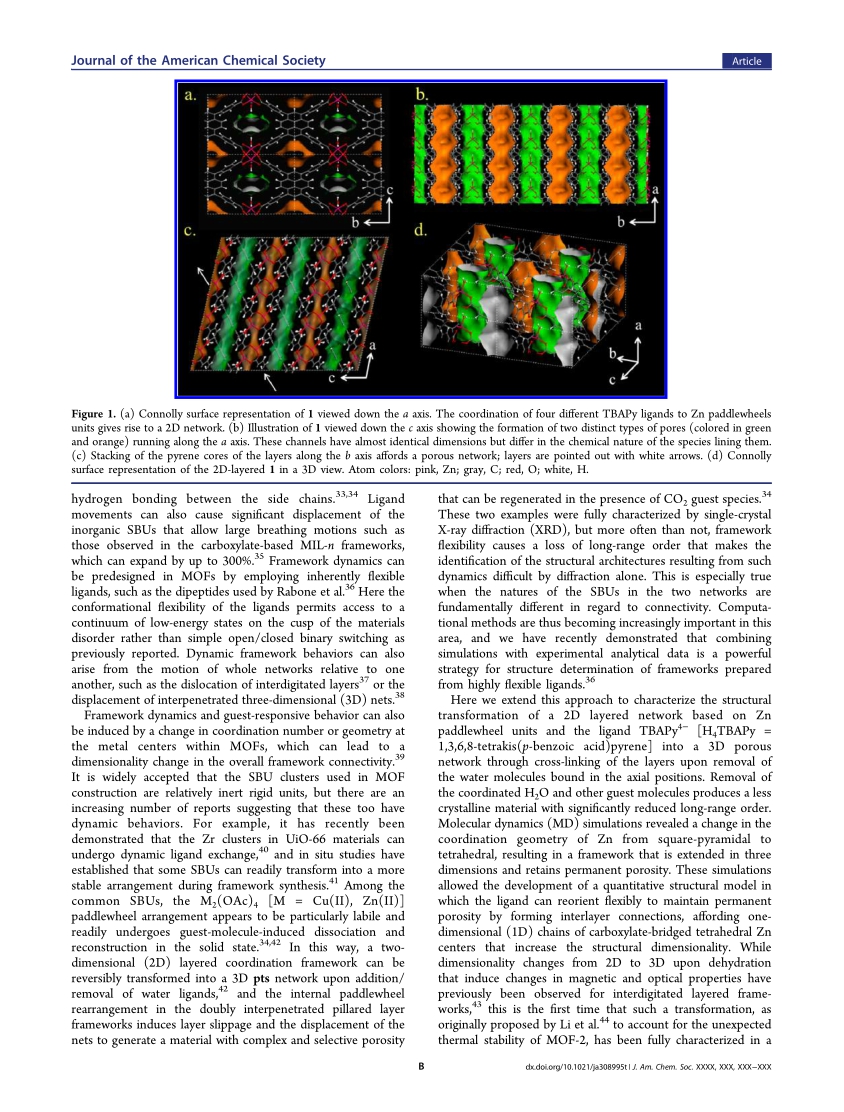 Journal of the American Chemical Society
Article
a.
b.
c
b
a
b
c.
d.
a
c
a
b
c
Figure 1. (a) Connolly surface representation of 1 viewed down the a axis. The coordination of four different TBAPy ligands to Zn paddlewheels
units gives rise to a 2D network. (b) Illustration of 1 viewed down the c axis showing the formation of two distinct types of pores (colored in green
and orange) running along the a axis. These channels have almost identical dimensions but differ in the chemical nature of the species lining them.
(c) Stacking of the pyrene cores of the layers along the b axis affords a porous network; layers are pointed out with white arrows. (d) Connolly
surface representation of the 2D-layered 1 in a 3D view. Atom colors: pink, Zn; gray, C; red, O; white, H.
hydrogen bonding between the side chains.33,34 Ligand
movements can also cause significant displacement of the
inorganic SBUs that allow large breathing motions such as
those observed in the carboxylate-based MIL-n frameworks,
which can expand by up to 300%.35 Framework dynamics can
be predesigned in MOFs by employing inherently flexible
ligands, such as the dipeptides used by Rabone et al.36 Here the
conformational flexibility of the ligands permits access to a
continuum of low-energy states on the cusp of the materials
disorder rather than simple open/closed binary switching as
previously reported. Dynamic framework behaviors can also
arise from the motion of whole networks relative to one
another, such as the dislocation of interdigitated layers37 or the
displacement of interpenetrated three-dimensional (3D) nets.38
Framework dynamics and guest-responsive behavior can also
be induced by a change in coordination number or geometry at
the metal centers within MOFs, which can lead to a
dimensionality change in the overall framework connectivity.39
It is widely accepted that the SBU clusters used in MOF
construction are relatively inert rigid units, but there are an
increasing number of reports suggesting that these too have
dynamic behaviors. For example, it has recently been
demonstrated that the Zr clusters in UiO-66 materials can
undergo dynamic ligand exchange,40 and in situ studies have
established that some SBUs can readily transform into a more
stable arrangement during framework synthesis.41 Among the
common SBUs, the M2(OAc)4 [M = Cu(II), Zn(II)]
paddlewheel arrangement appears to be particularly labile and
readily undergoes guest-molecule-induced dissociation and
reconstruction in the solid state.34,42 In this way, a two-
dimensional (2D) layered coordination framework can be
reversibly transformed into a 3D pts network upon addition/
removal of water ligands,42 and the internal paddlewheel
rearrangement in the doubly interpenetrated pillared layer
frameworks induces layer slippage and the displacement of the
nets to generate a material with complex and selective porosity
that can be regenerated in the presence of CO2 guest species.34
These two examples were fully characterized by single-crystal
X-ray diffraction (XRD), but more often than not, framework
flexibility causes a loss of long-range order that makes the
identification of the structural architectures resulting from such
dynamics difficult by diffraction alone. This is especially true
when the natures of the SBUs in the two networks are
fundamentally different in regard to connectivity. Computa-
tional methods are thus becoming increasingly important in this
area, and we have recently demonstrated that combining
simulations with experimental analytical data is a powerful
strategy for structure determination of frameworks prepared
from highly flexible ligands.36
Here we extend this approach to characterize the structural
transformation of a 2D layered network based on Zn
paddlewheel units and the ligand TBAPy4− [H4TBAPy =
1,3,6,8-tetrakis(p-benzoic acid)pyrene] into a 3D porous
network through cross-linking of the layers upon removal of
the water molecules bound in the axial positions. Removal of
the coordinated H2O and other guest molecules produces a less
crystalline material with significantly reduced long-range order.
Molecular dynamics (MD) simulations revealed a change in the
coordination geometry of Zn from square-pyramidal to
tetrahedral, resulting in a framework that is extended in three
dimensions and retains permanent porosity. These simulations
allowed the development of a quantitative structural model in
which the ligand can reorient flexibly to maintain permanent
porosity by forming interlayer connections, affording one-
dimensional (1D) chains of carboxylate-bridged tetrahedral Zn
centers that increase the structural dimensionality. While
dimensionality changes from 2D to 3D upon dehydration
that induce changes in magnetic and optical properties have
previously been observed for interdigitated layered frame-
works,43 this is the first time that such a transformation, as
originally proposed by Li et al.44 to account for the unexpected
thermal stability of MOF-2, has been fully characterized in a
B
dx.doi.org/10.1021/ja308995t | J. Am. Chem. Soc. XXXX, XXX, XXX−XXX